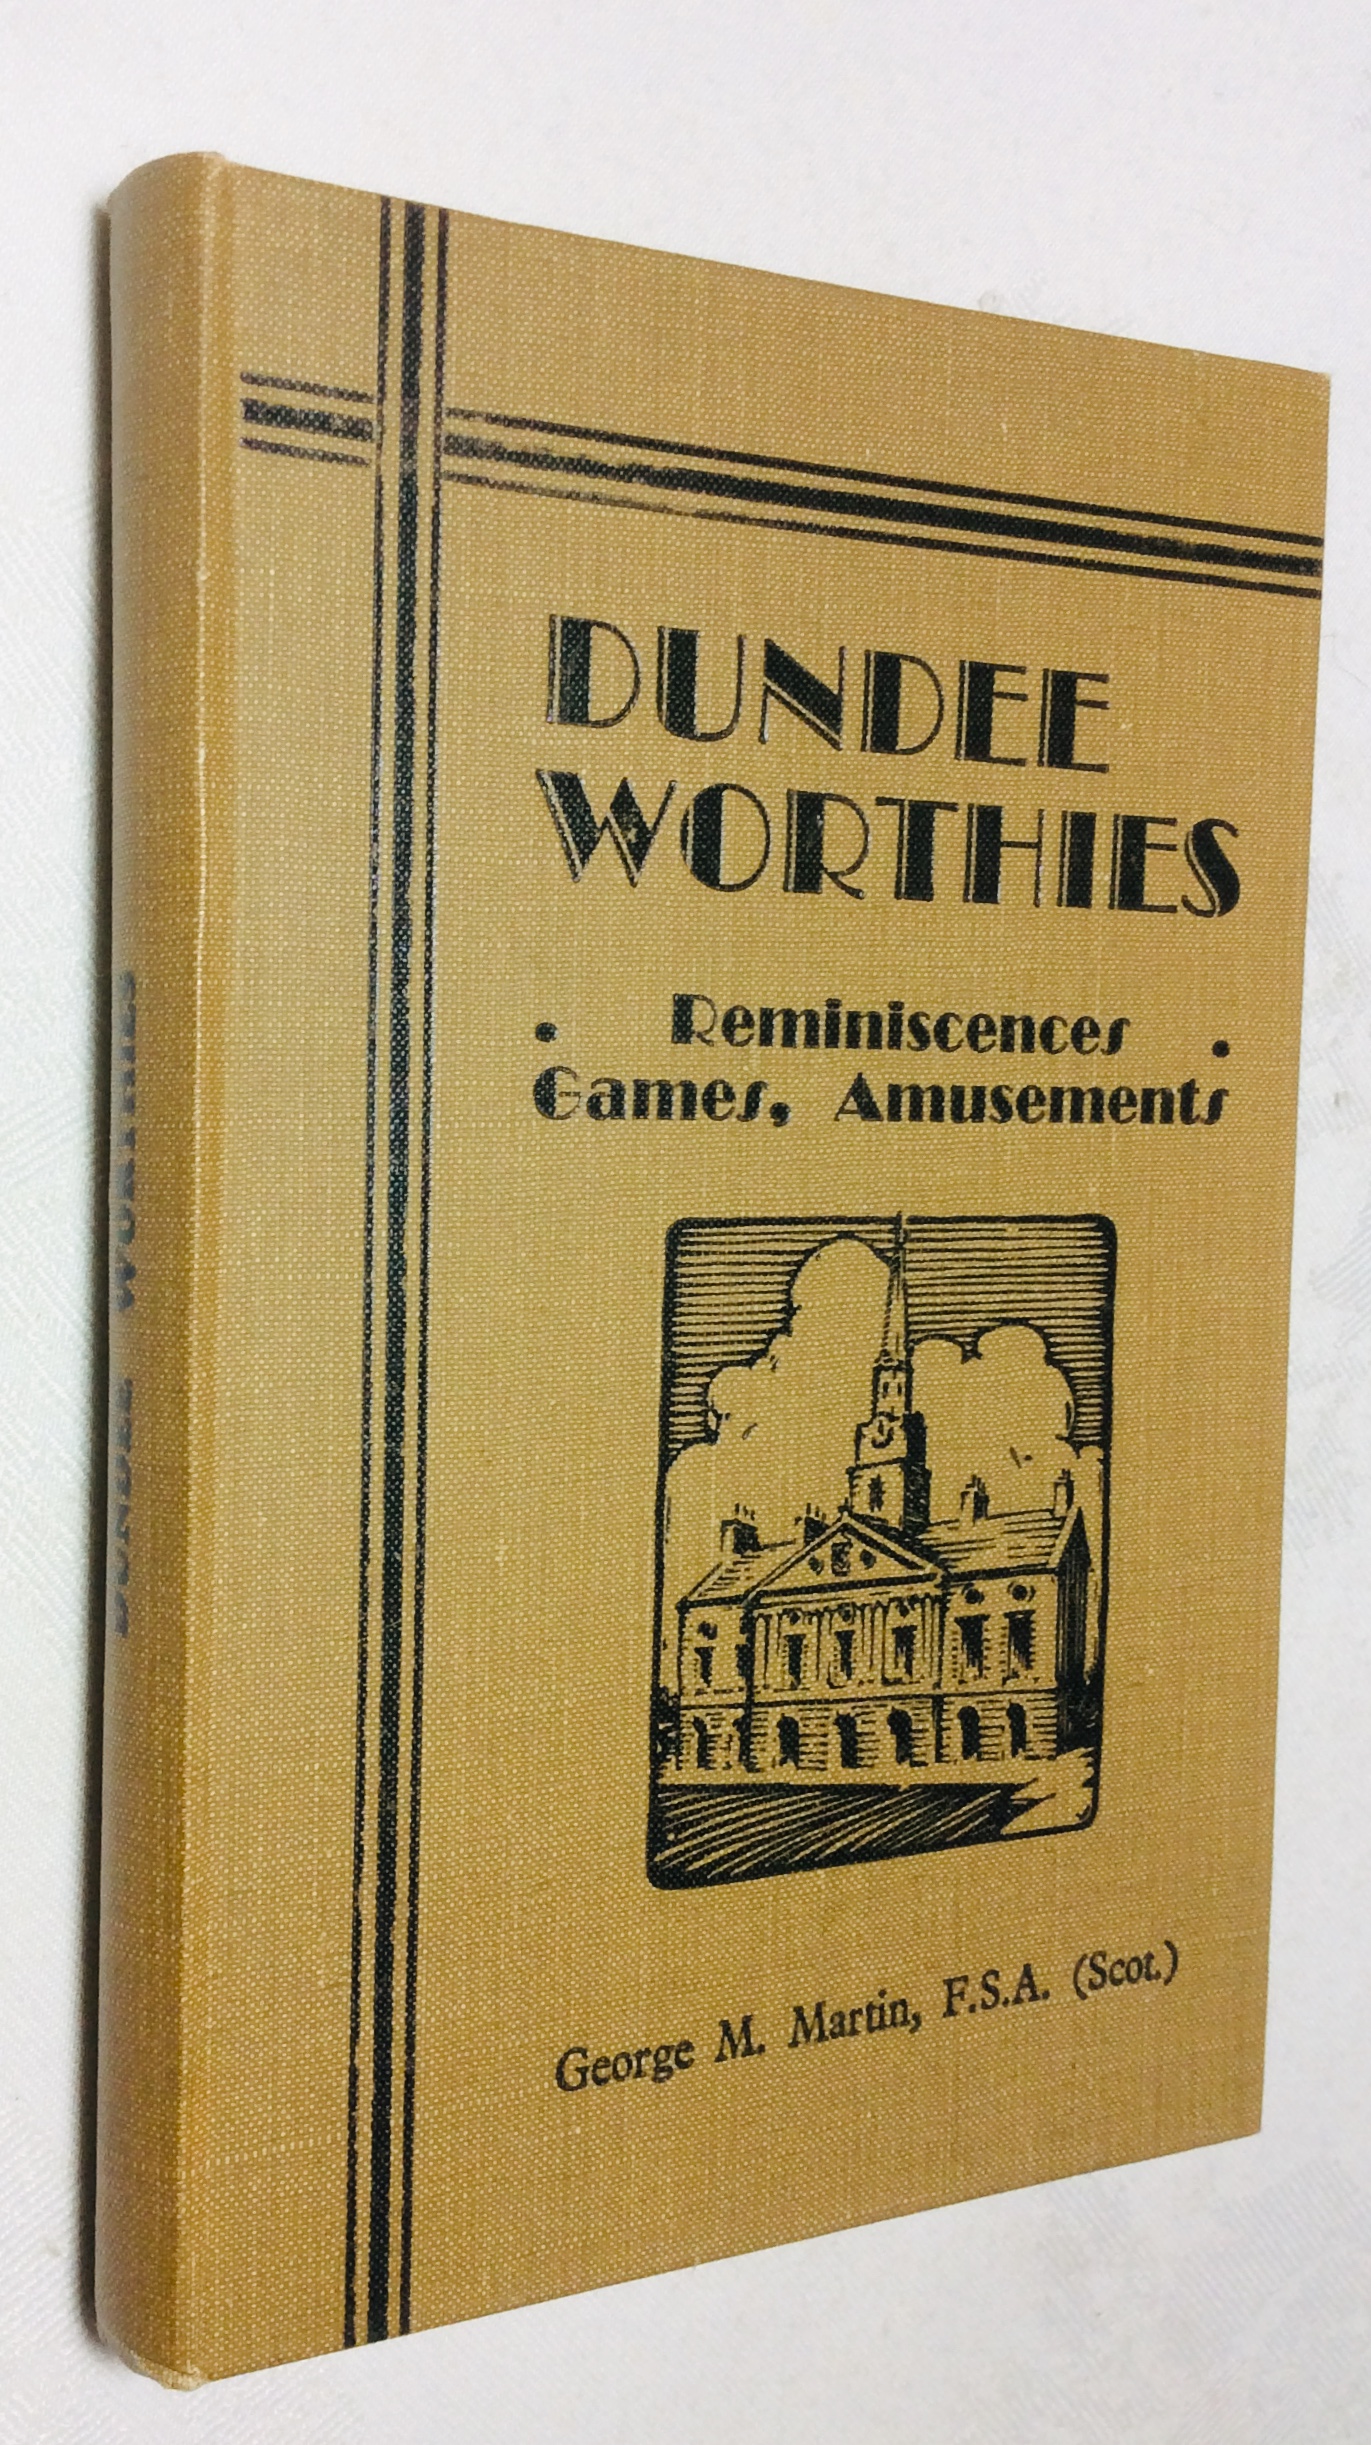 DUNDEE WORTHIES
DUNDEE
WORTHIES
. Reminiscences .
Games, Amusements
George M. Martin, F.S.A. (Scot.)